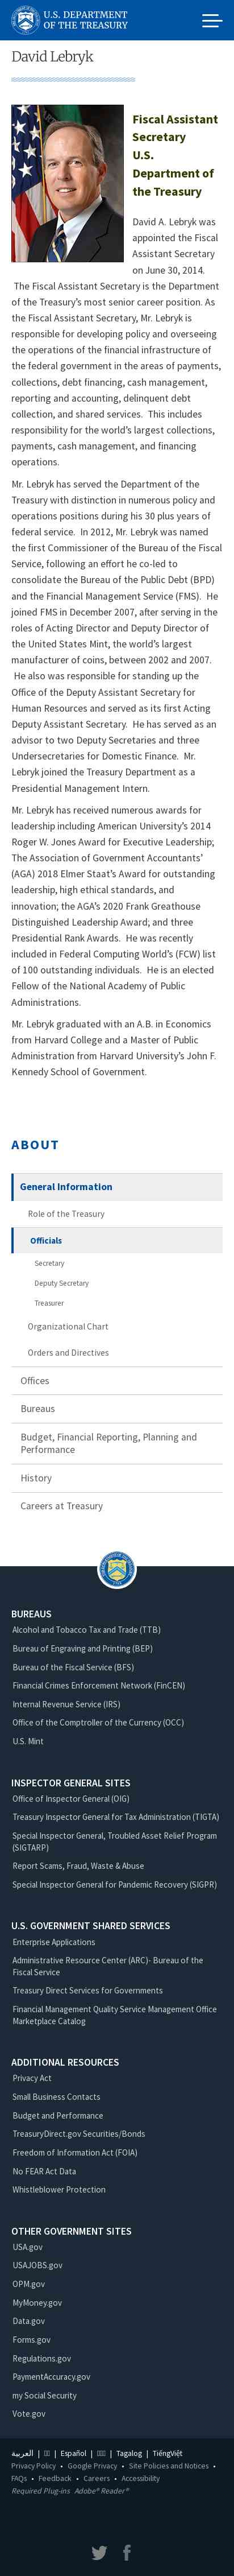 U.S. DEPARTMENT
OF THE TREASURY
David Lebryk
Fiscal Assistant
Secretary
U.S.
Department of
the Treasury
David A. Lebryk was
appointed the Fiscal
Assistant Secretary
on June 30, 2014.
The Fiscal Assistant Secretary is the Department
of the Treasury’s most senior career position. As
the Fiscal Assistant Secretary, Mr. Lebryk is
responsible for developing policy and overseeing
the operations of the financial infrastructure of
the federal government in the areas of payments,
collections, debt financing, cash management,
reporting and accounting, delinquent debt
collection, and shared services.  This includes
responsibility for the world’s largest collections,
payments, cash management, and financing
operations.
Mr. Lebryk has served the Department of the
Treasury with distinction in numerous policy and
operations positions during his 30 plus years of
federal service.  In 2012, Mr. Lebryk was named
the first Commissioner of the Bureau of the Fiscal
Service, following an effort he co-led to
consolidate the Bureau of the Public Debt (BPD)
and the Financial Management Service (FMS).  He
joined FMS in December 2007, after serving in the
roles of Acting Director and Deputy Director of
the United States Mint, the world’s largest
manufacturer of coins, between 2002 and 2007.
He also was responsible for standing up the
Office of the Deputy Assistant Secretary for
Human Resources and served as its first Acting
Deputy Assistant Secretary.  He has served as an
advisor to two Deputy Secretaries and three
Undersecretaries for Domestic Finance.  Mr.
Lebryk joined the Treasury Department as a
Presidential Management Intern.
Mr. Lebryk has received numerous awards for
leadership including American University’s 2014
Roger W. Jones Award for Executive Leadership;
The Association of Government Accountants’
(AGA) 2018 Elmer Staat’s Award for outstanding
leadership, high ethical standards, and
innovation; the AGA’s 2020 Frank Greathouse
Distinguished Leadership Award; and three
Presidential Rank Awards.  He was recently
included in Federal Computing World’s (FCW) list
of 100 outstanding individuals.  He is an elected
Fellow of the National Academy of Public
Administrations.
Mr. Lebryk graduated with an A.B. in Economics
from Harvard College and a Master of Public
Administration from Harvard University’s John F.
Kennedy School of Government.
ABOUT
General Information
Role of the Treasury
Officials
Secretary
Deputy Secretary
Treasurer
Organizational Chart
Orders and Directives
Offices
Bureaus
Budget, Financial Reporting, Planning and
Performance
History
Careers at Treasury
BUREAUS
Alcohol and Tobacco Tax and Trade (TTB)
Bureau of Engraving and Printing (BEP)
Bureau of the Fiscal Service (BFS)
Financial Crimes Enforcement Network (FinCEN)
Internal Revenue Service (IRS)
Office of the Comptroller of the Currency (OCC)
U.S. Mint
INSPECTOR GENERAL SITES
Office of Inspector General (OIG)
Treasury Inspector General for Tax Administration (TIGTA)
Special Inspector General, Troubled Asset Relief Program
(SIGTARP)
Report Scams, Fraud, Waste & Abuse
Special Inspector General for Pandemic Recovery (SIGPR)
U.S. GOVERNMENT SHARED SERVICES
Enterprise Applications
Administrative Resource Center (ARC)- Bureau of the
Fiscal Service
Treasury Direct Services for Governments
Financial Management Quality Service Management Office
Marketplace Catalog
ADDITIONAL RESOURCES
Privacy Act
Small Business Contacts
Budget and Performance
TreasuryDirect.gov Securities/Bonds
Freedom of Information Act (FOIA)
No FEAR Act Data
Whistleblower Protection
OTHER GOVERNMENT SITES
USA.gov
USAJOBS.gov
OPM.gov
MyMoney.gov
Data.gov
Forms.gov
Regulations.gov
PaymentAccuracy.gov
my Social Security
Vote.gov
العربية | | Español | | Tagalog | TiếngViệt
Privacy Policy • Google Privacy • Site Policies and Notices •
FAQs • Feedback • Careers • Accessibility
Required Plug-ins Adobe® Reader®